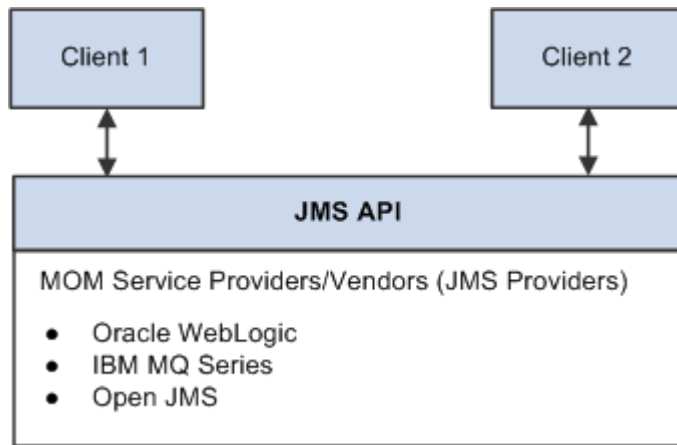 Client 1
Client 2
JMS API
MOM Service Providers/Vendors (JMS Providers)
● Oracle WebLogic
● IBM MQ Series
● Open JMS